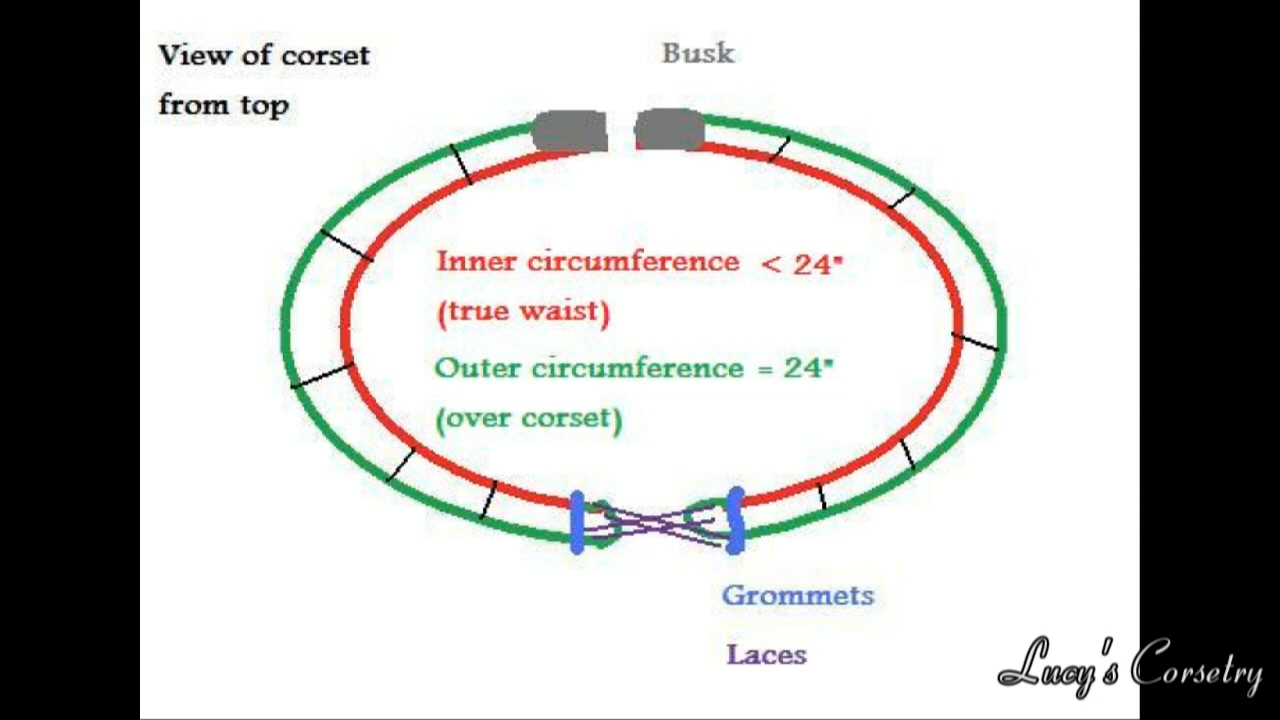 View of corset
from top
Busk
Inner circumference < 24"
(true waist)
Outer circumference = 24"
(over corset)
Grommets
Laces
Lucy's Corsetry